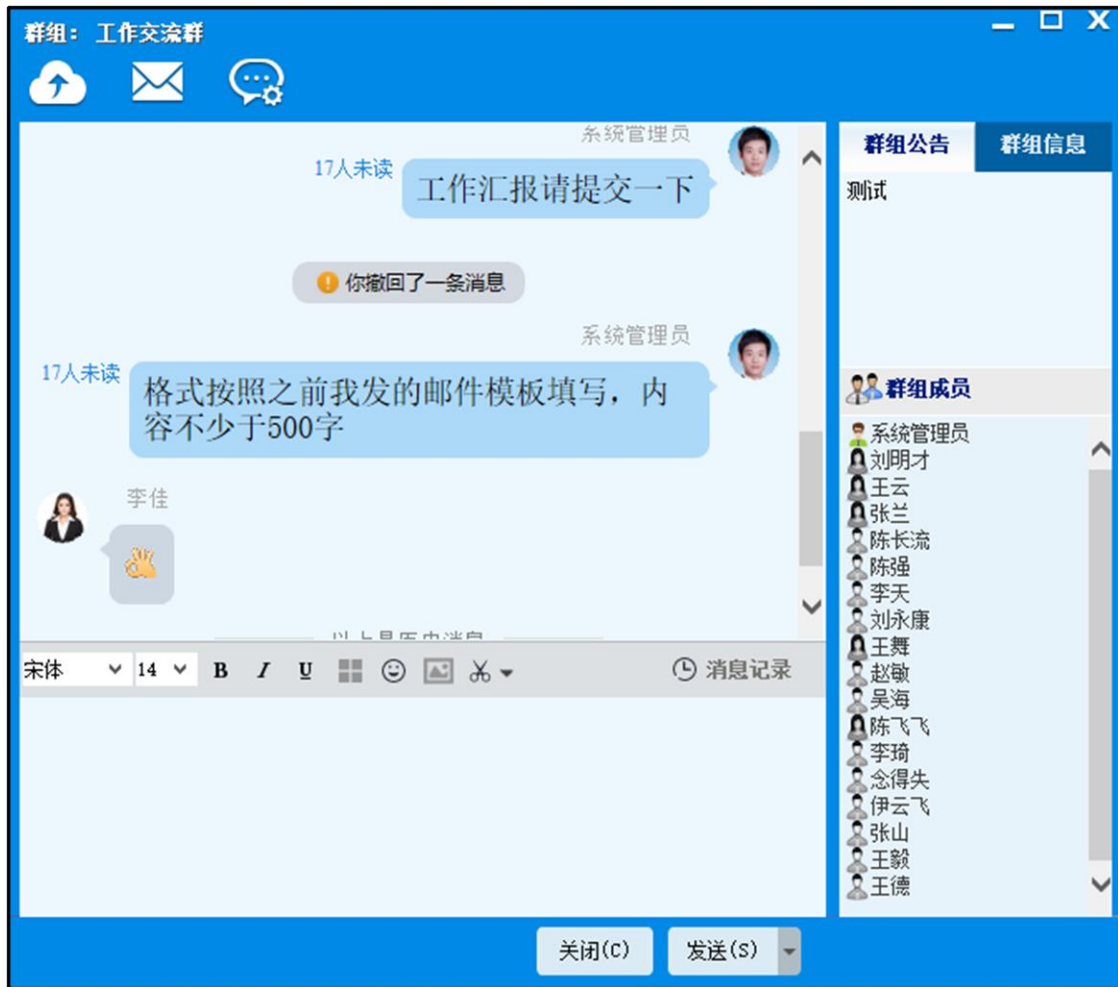 群组： 工作交流群
系统管理员
17人未读
工作汇报请提交一下
你撤回了一条消息
系统管理员
17人未读
格式按照之前我发的邮件模板填写，内
容不少于500字
李佳
以上是历史消息
宋体
14
B I U
消息记录
关闭(C)
发送(S)
群组公告
群组信息
测试
群组成员
系统管理员
刘明才
王云
张兰
陈长流
陈强
李天
刘永康
王舞
赵敏
吴海
陈飞飞
李琦
念得失
伊云飞
张山
王毅
王德